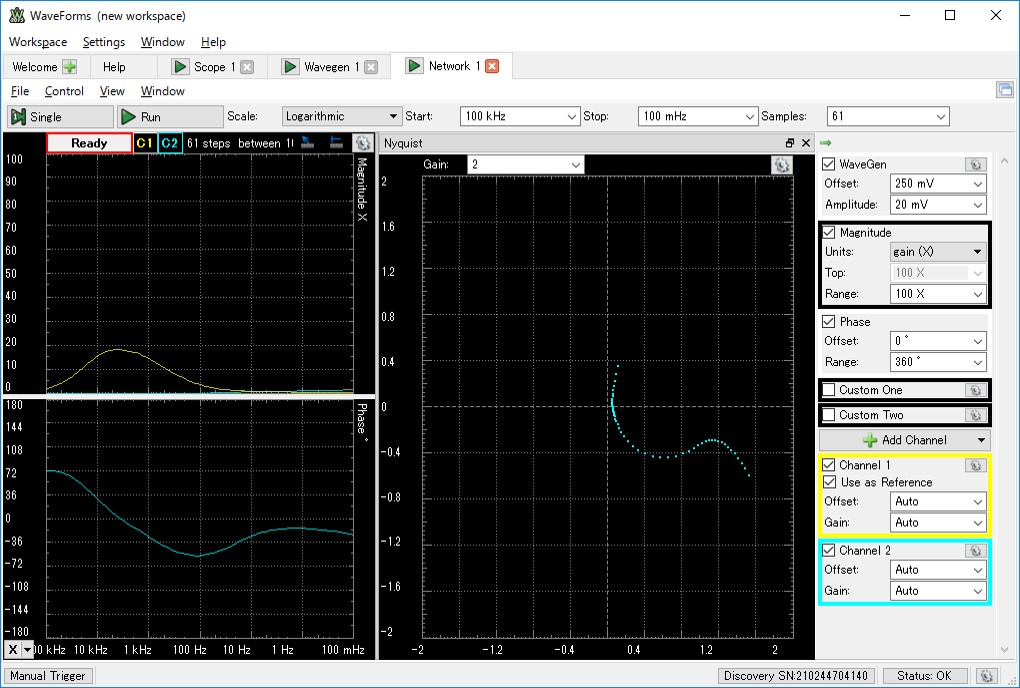 WaveForms (new workspace)
Workspace Settings Window Help
Welcome Help Scope 1 Wavegen 1 Network 1
File Control View Window
Single Run Scale: Logarithmic Start: 100 kHz Stop: 100 mHz Samples: 61
Ready C1 C2 61 steps between
Nyquist
Gain: 2
Magnitude X
100
90
80
70
60
50
40
30
20
10
0
Phase °
180
144
108
72
36
0
-36
-72
-108
-144
-180
X 10 kHz 1 kHz 100 Hz 10 Hz 1 Hz 100 mHz
2
1.6
1.2
0.8
0.4
0
-0.4
-0.8
-1.2
-1.6
-2
-2 -1.2 -0.4 0.4 1.2 2
WaveGen
Offset: 250 mV
Amplitude: 20 mV
Magnitude
Units: gain (X)
Top: 100 X
Range: 100 X
Phase
Offset: 0 °
Range: 360 °
Custom One
Custom Two
Add Channel
Channel 1
Use as Reference
Offset: Auto
Gain: Auto
Channel 2
Offset: Auto
Gain: Auto
Manual Trigger Discovery SN:210244704140 Status: OK